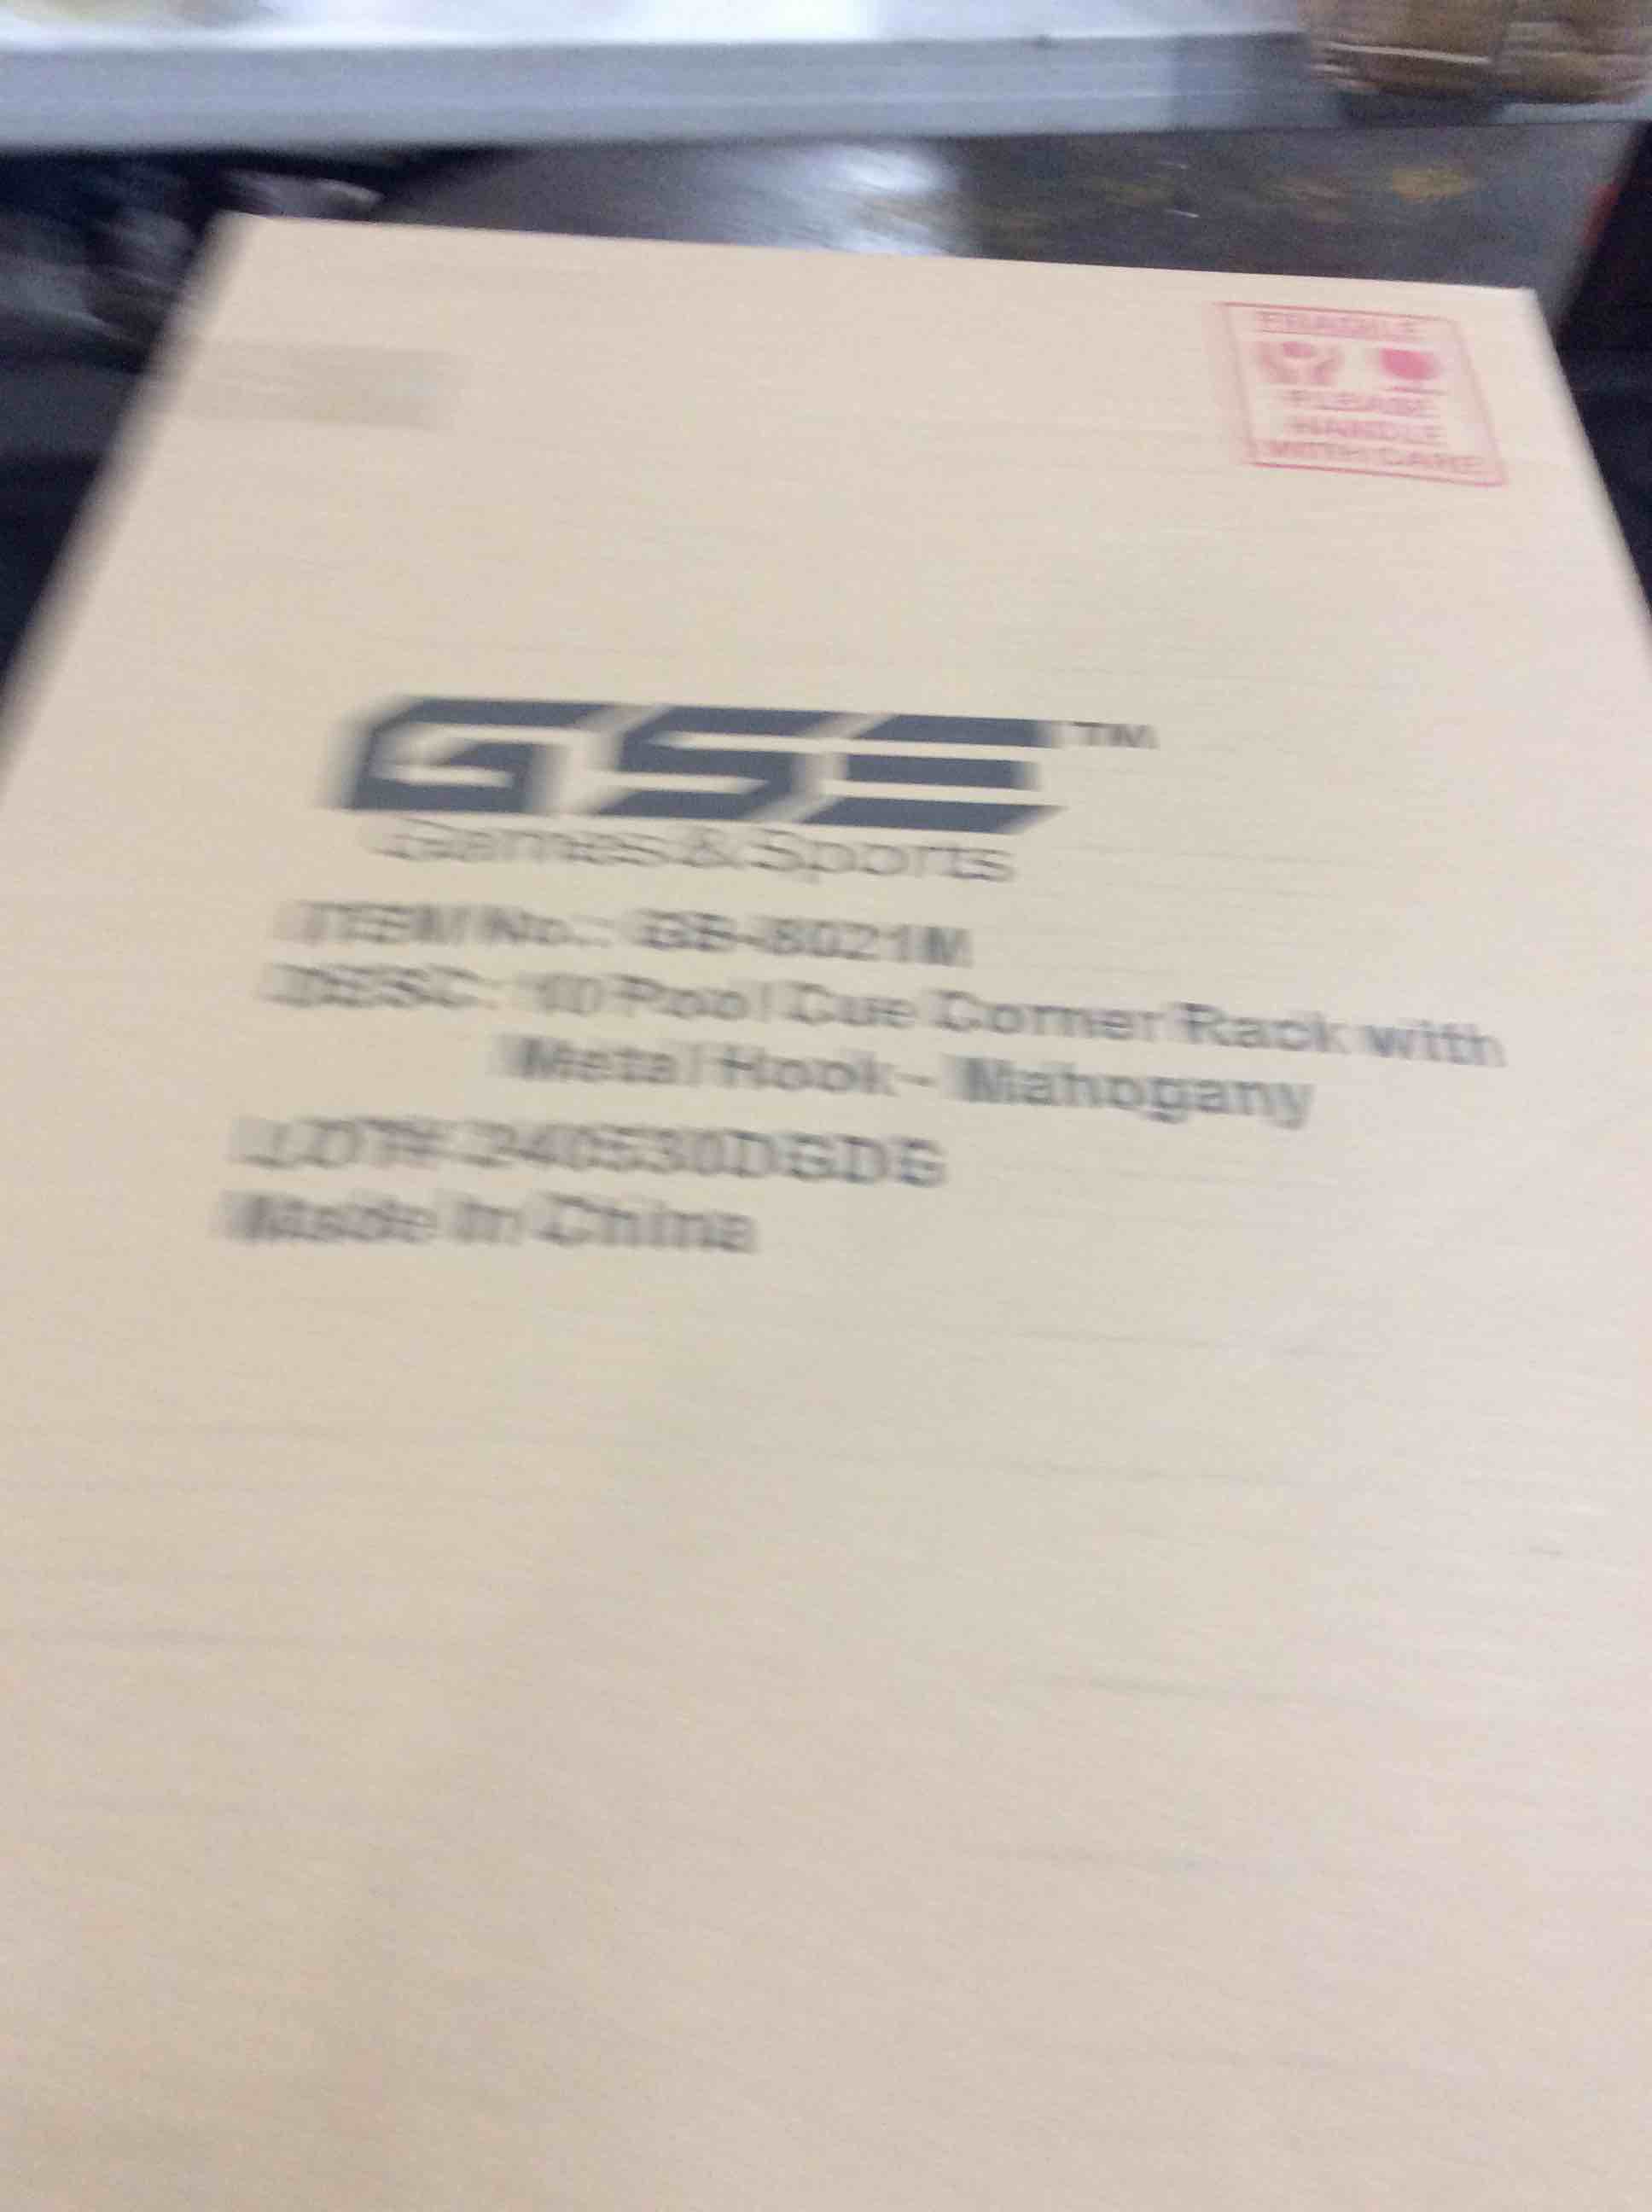 FRAGILE
PLEASE
HANDLE
WITH CARE
GSE™
Games & Sports
ITEM No.: GB-8021M
DESC: 10 Pool Cue Corner Rack with
Metal Hook- Mahogany
LOT# 240530DGDG
Made In China